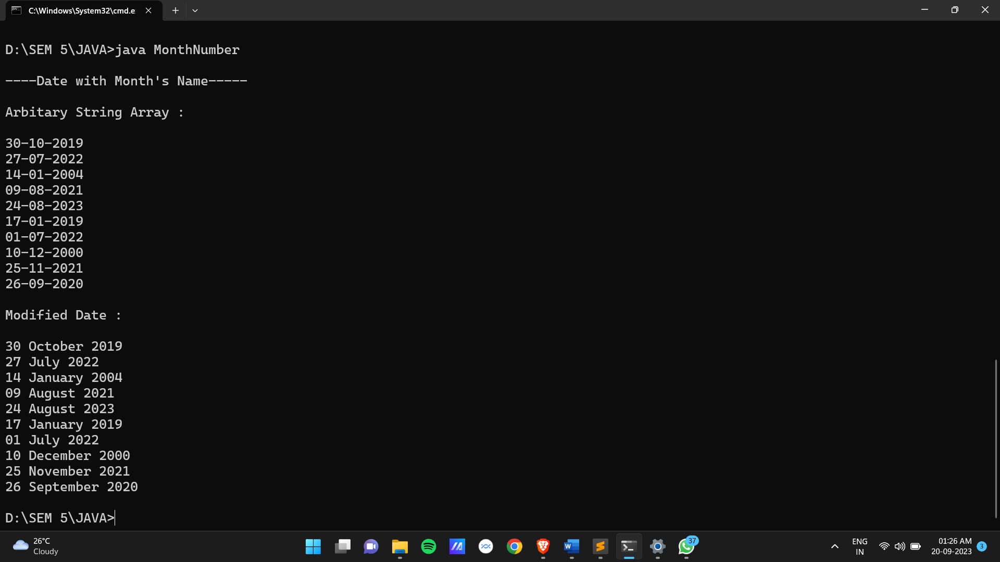 C:\Windows\System32\cmd.e
D:\SEM 5\JAVA>java MonthNumber
----Date with Month's Name-----
Arbitary String Array :
30-10-2019
27-07-2022
14-01-2004
09-08-2021
24-08-2023
17-01-2019
01-07-2022
10-12-2000
25-11-2021
26-09-2020
Modified Date :
30 October 2019
27 July 2022
14 January 2004
09 August 2021
24 August 2023
17 January 2019
01 July 2022
10 December 2000
25 November 2021
26 September 2020
D:\SEM 5\JAVA>
26°C
Cloudy
37
ENG
IN
01:26 AM
20-09-2023
3